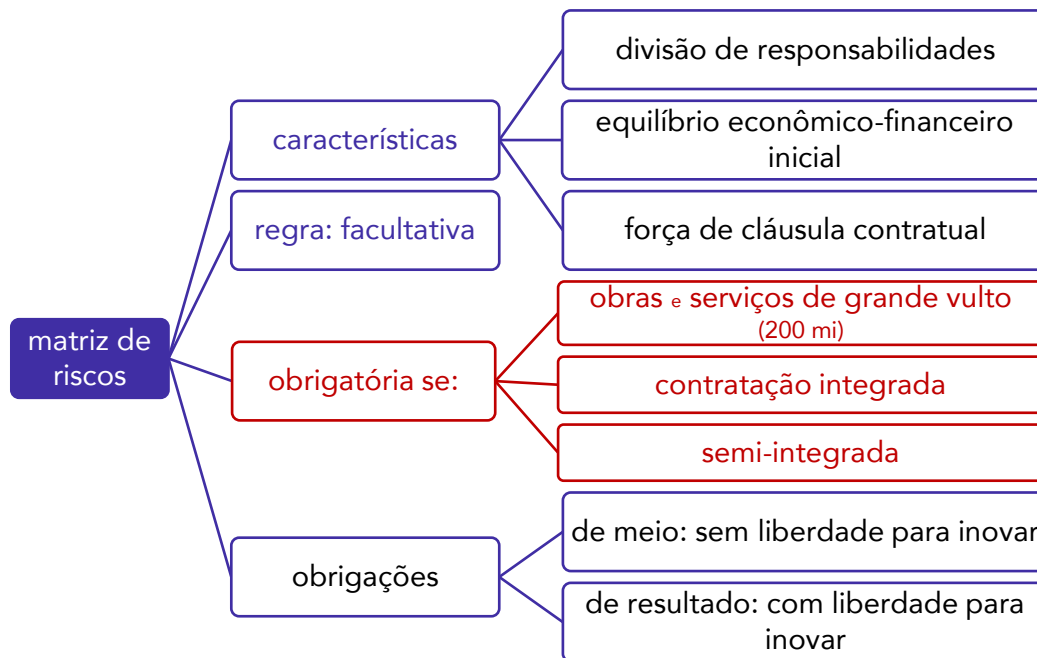 matriz de
riscos
características
divisão de responsabilidades
equilíbrio econômico-financeiro
inicial
força de cláusula contratual
regra: facultativa
obrigatória se:
obras e serviços de grande vulto
(200 mi)
contratação integrada
semi-integrada
obrigações
de meio: sem liberdade para inovar
de resultado: com liberdade para
inovar